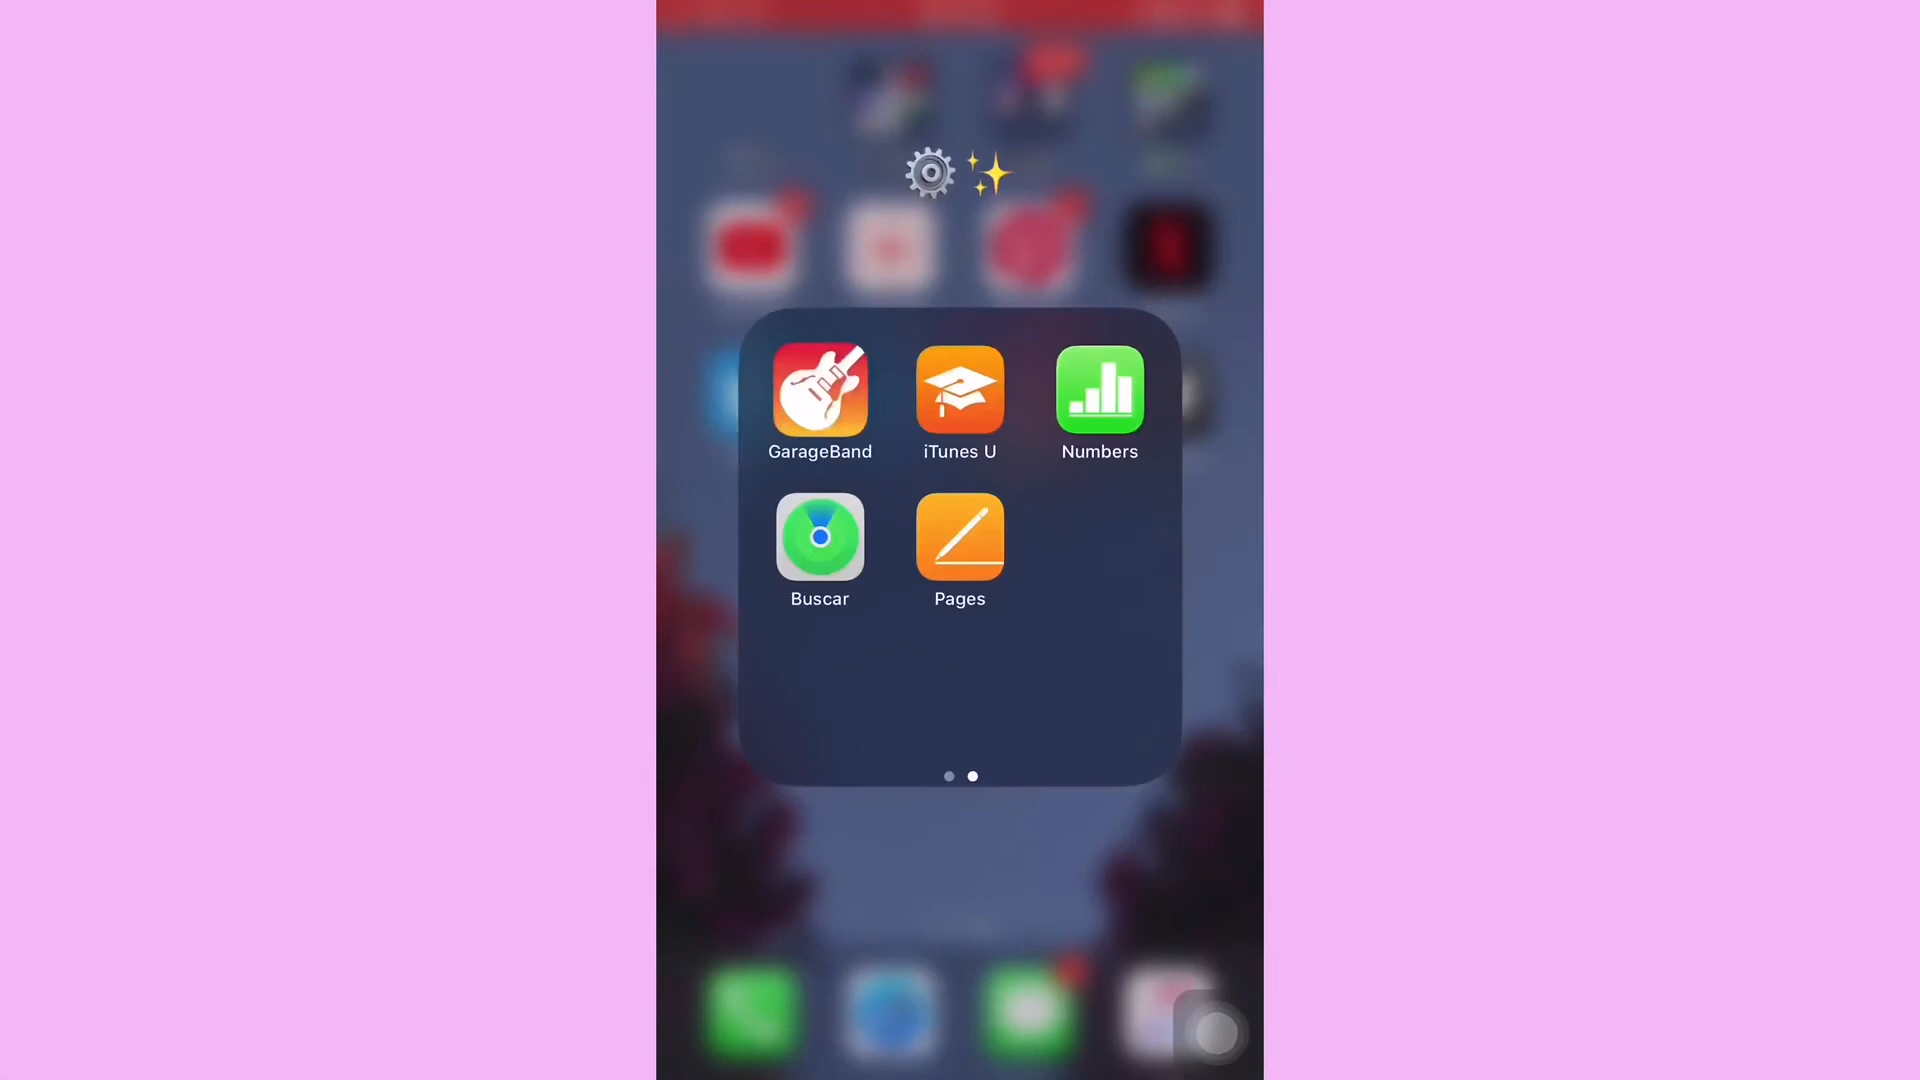 ⚙️✨
GarageBand
iTunes U
Numbers
Buscar
Pages